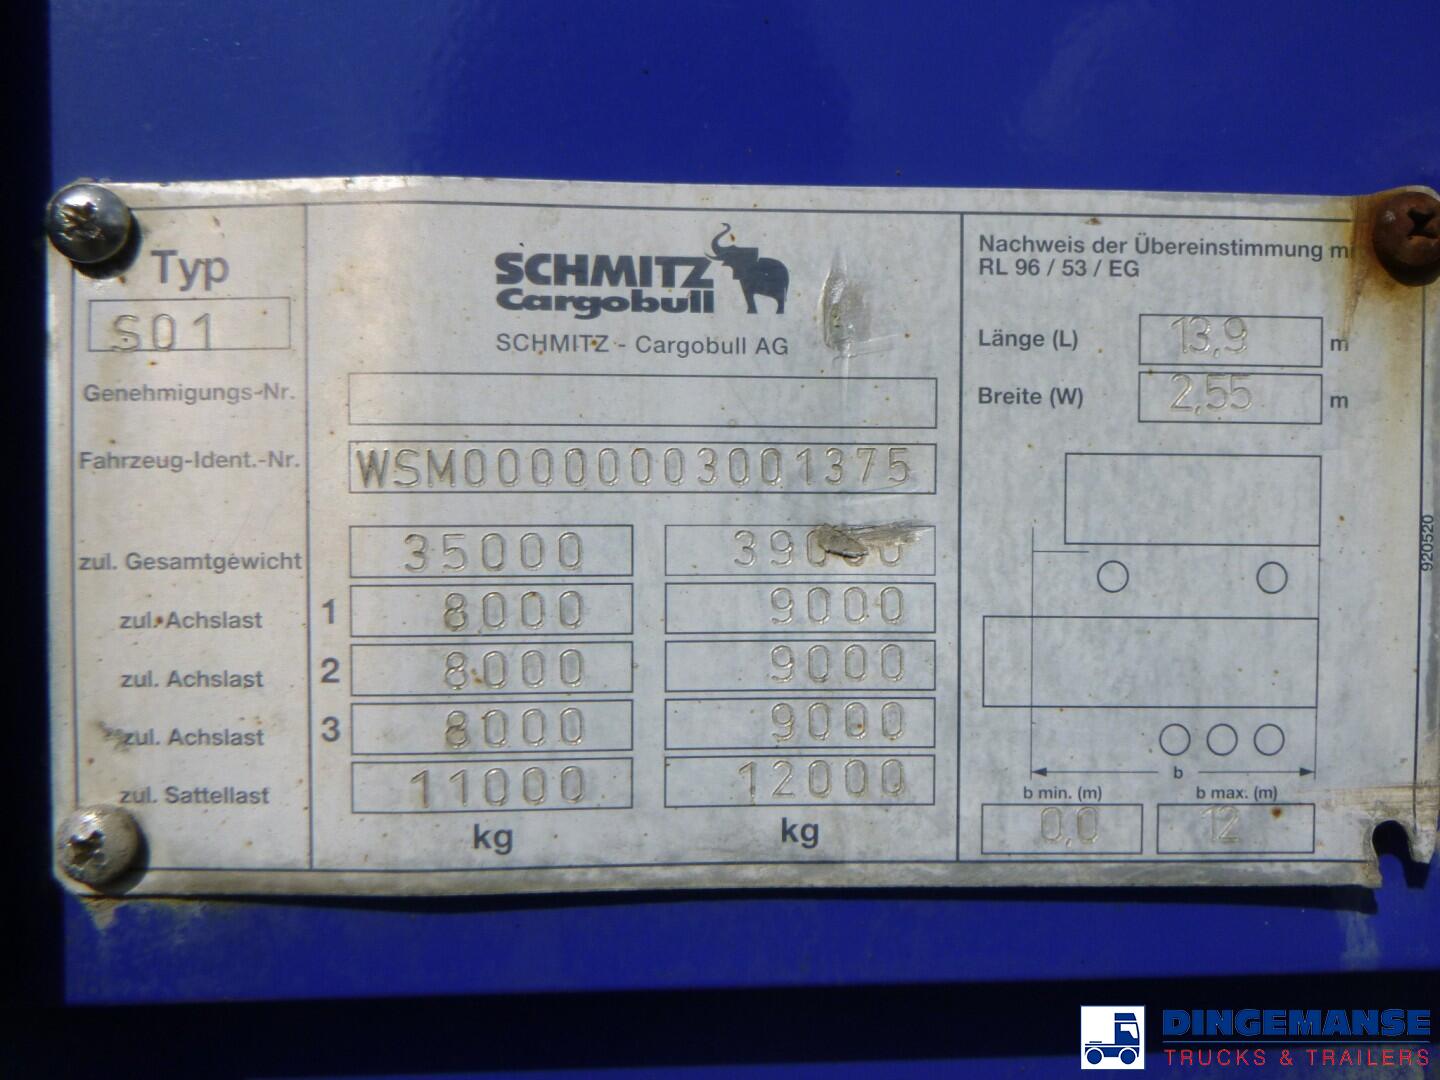 Typ
S01
SCHMITZ
Cargobull
SCHMITZ - Cargobull AG
Genehmigungs-Nr.
Fahrzeug-Ident.-Nr. WSM00000003001375
zul. Gesamtgewicht 35000 39000
zul. Achslast 1 8000 9000
zul. Achslast 2 8000 9000
zul. Achslast 3 8000 9000
zul. Sattellast 11000 12000
kg kg
Nachweis der Übereinstimmung
RL 96 / 53 / EG
Länge (L) 13,9 m
Breite (W) 2,55 m
b
b min. (m) b max. (m)
0,0 12
920520
DINGEMANSE
TRUCKS & TRAILERS